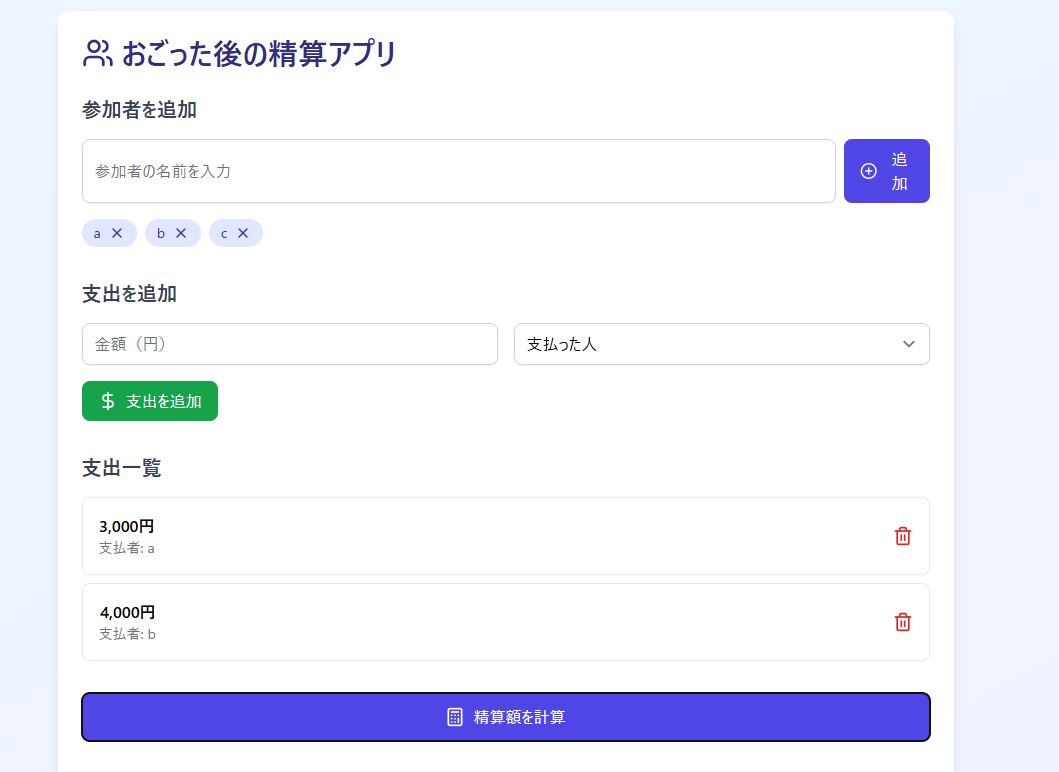 おごった後の精算アプリ
参加者を追加
参加者の名前を入力
追
加
a
b
c
支出を追加
金額（円）
支払った人
支出を追加
支出一覧
3,000円
支払者: a
4,000円
支払者: b
精算額を計算